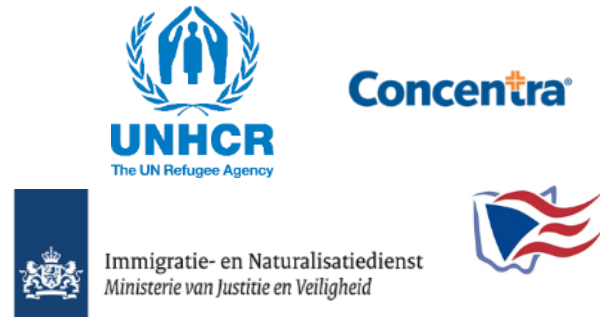 UNHCR
The UN Refugee Agency
Concentra®
Immigratie- en Naturalisatiedienst
Ministerie van Justitie en Veiligheid